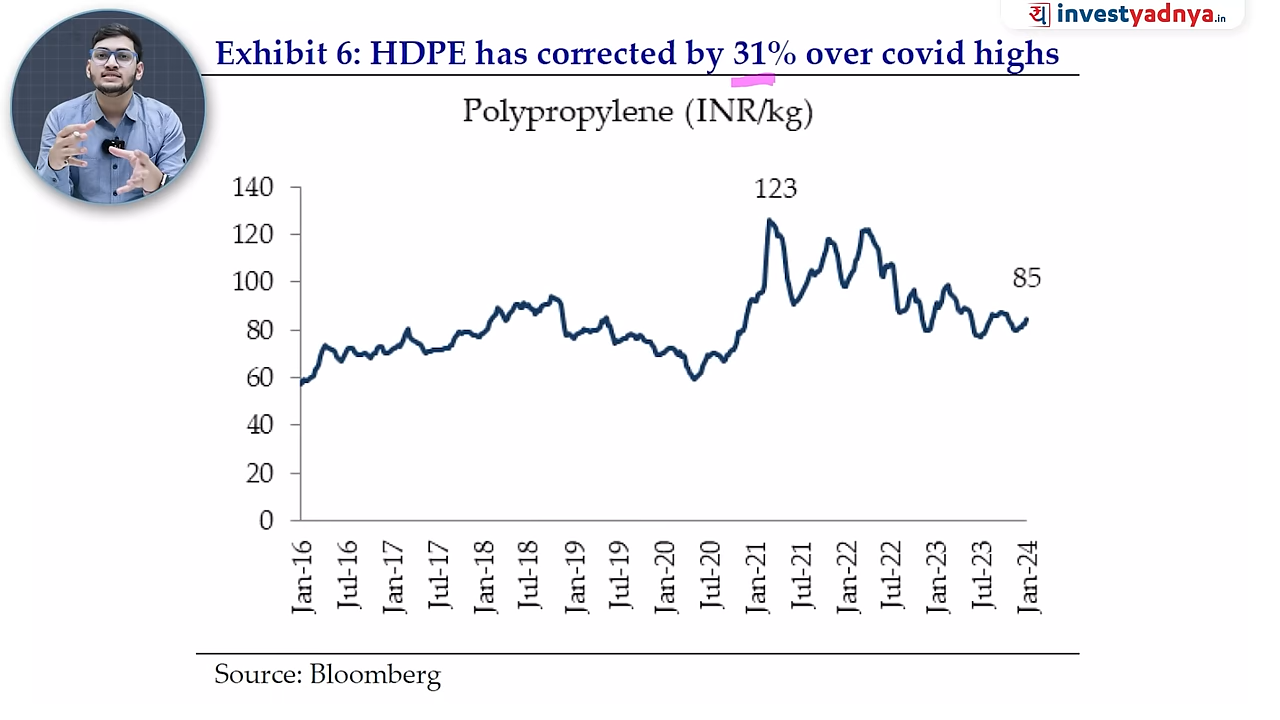 investyadnya.in
Exhibit 6: HDPE has corrected by 31% over covid highs
Polypropylene (INR/kg)
140
120
100
80
60
40
20
0
123
85
Jan-16
Jul-16
Jan-17
Jul-17
Jan-18
Jul-18
Jan-19
Jul-19
Jan-20
Jul-20
Jan-21
Jul-21
Jan-22
Jul-22
Jan-23
Jul-23
Jan-24
Source: Bloomberg